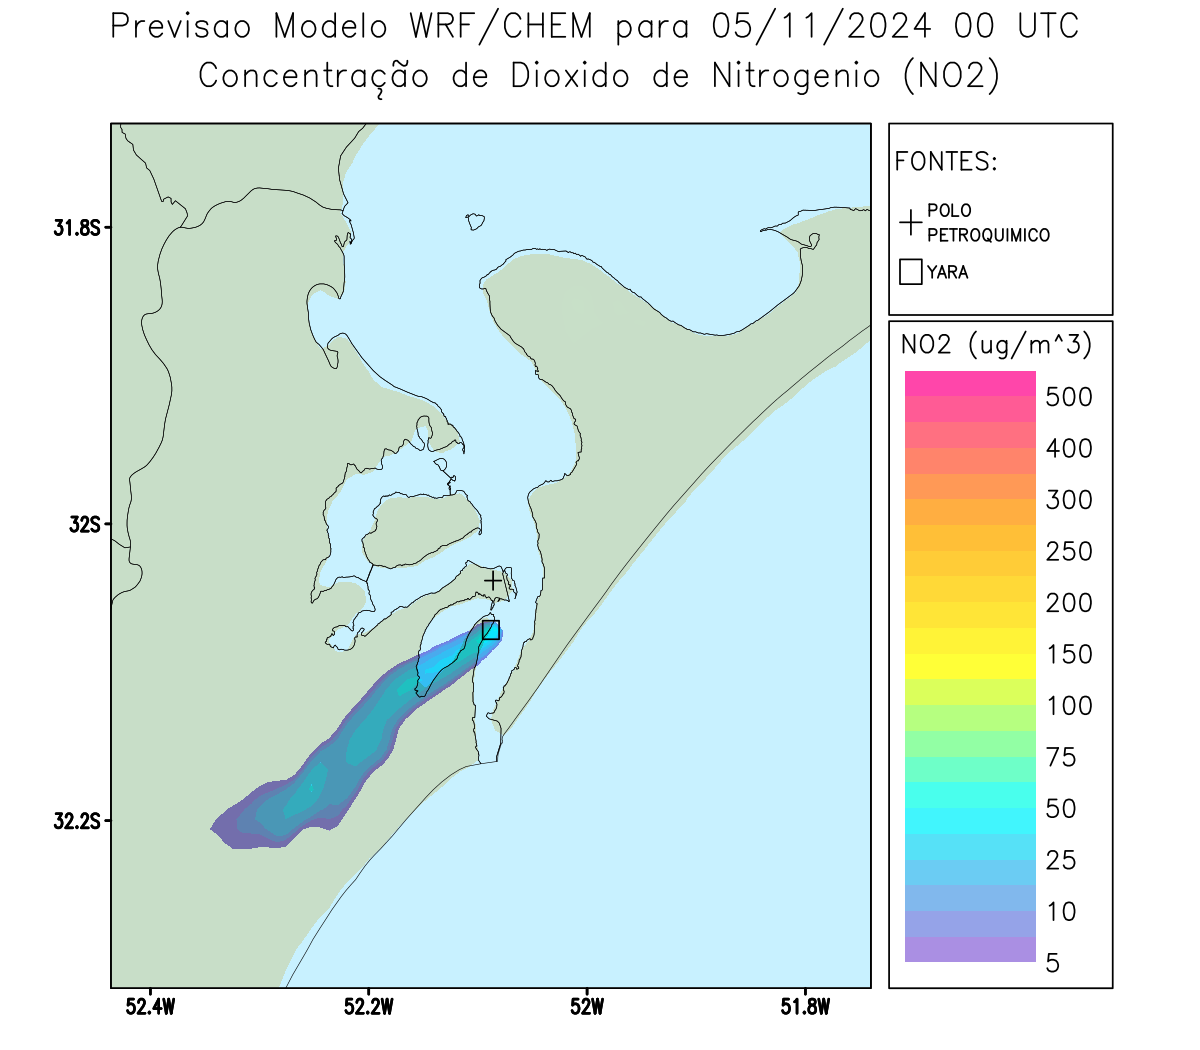 Previsao Modelo WRF/CHEM para 05/11/2024 00 UTC
Concentração de Dioxido de Nitrogenio (NO2)
FONTES:
POLO
PETROQUIMICO
YARA
NO2 (ug/m^3)
500
400
300
250
200
150
100
75
50
25
10
5
31.8S
32S
32.2S
52.4W
52.2W
52W
51.8W